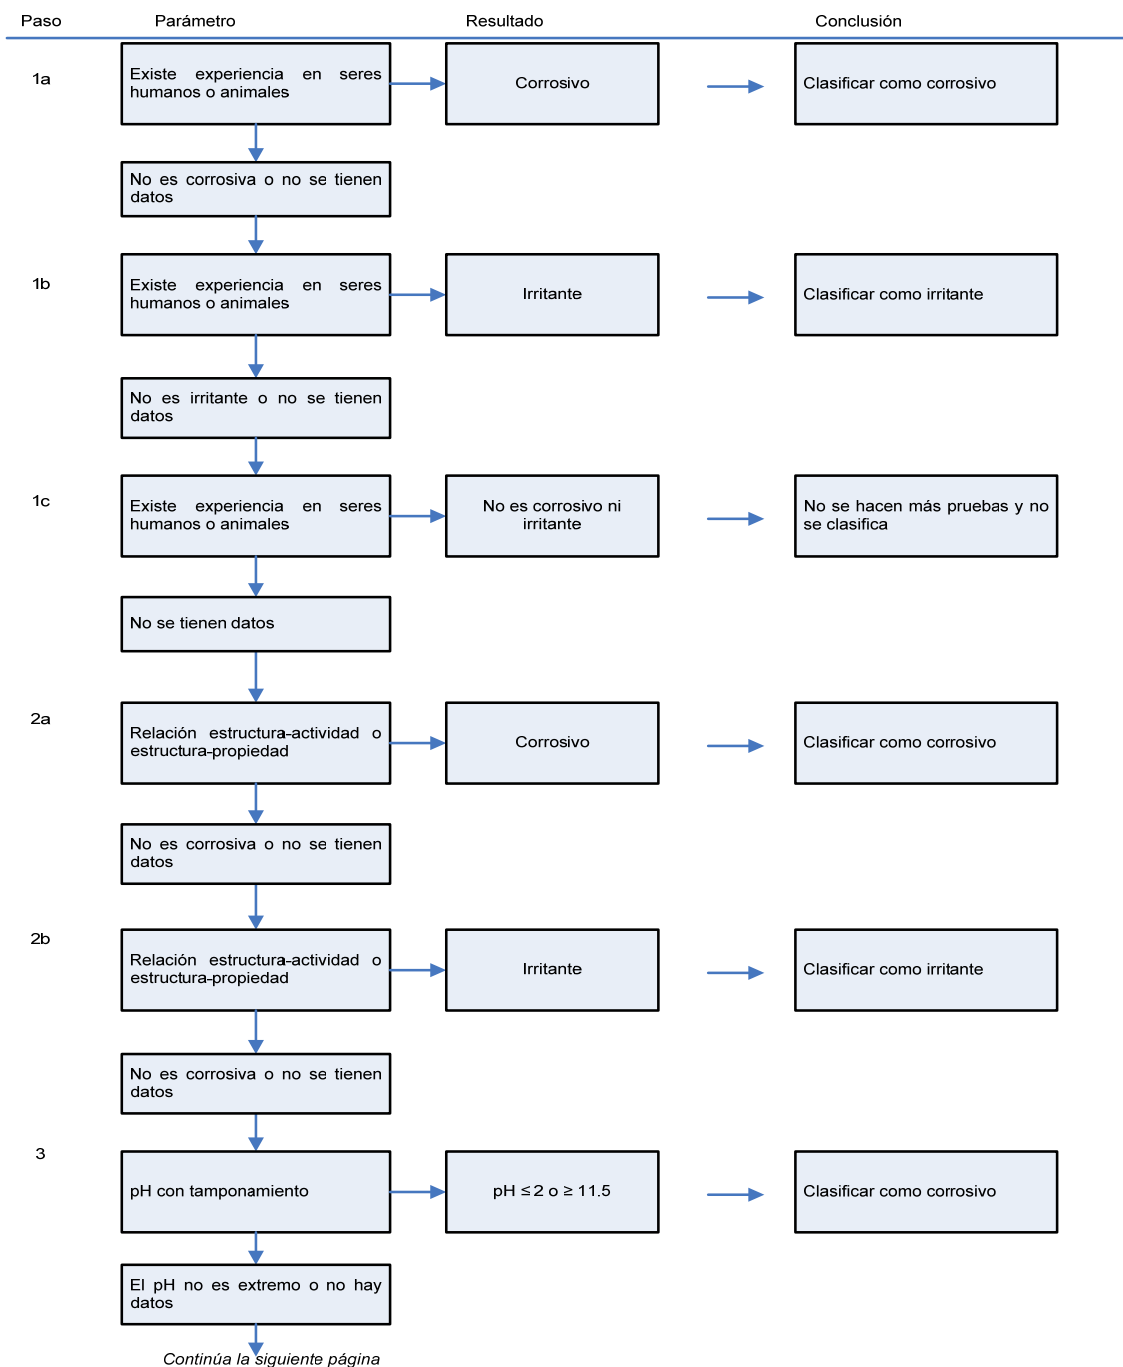 Paso Parámetro Resultado Conclusión
1a
Existe experiencia en seres
humanos o animales
Corrosivo
Clasificar como corrosivo
No es corrosiva o no se tienen
datos
1b
Existe experiencia en seres
humanos o animales
Irritante
Clasificar como irritante
No es irritante o no se tienen
datos
1c
Existe experiencia en seres
humanos o animales
No es corrosivo ni
irritante
No se hacen más pruebas y no
se clasifica
No se tienen datos
2a
Relación estructura-actividad o
estructura-propiedad
Corrosivo
Clasificar como corrosivo
No es corrosiva o no se tienen
datos
2b
Relación estructura-actividad o
estructura-propiedad
Irritante
Clasificar como irritante
No es corrosiva o no se tienen
datos
3
pH con tamponamiento
pH ≤ 2 o ≥ 11.5
Clasificar como corrosivo
El pH no es extremo o no hay
datos
Continúa la siguiente página